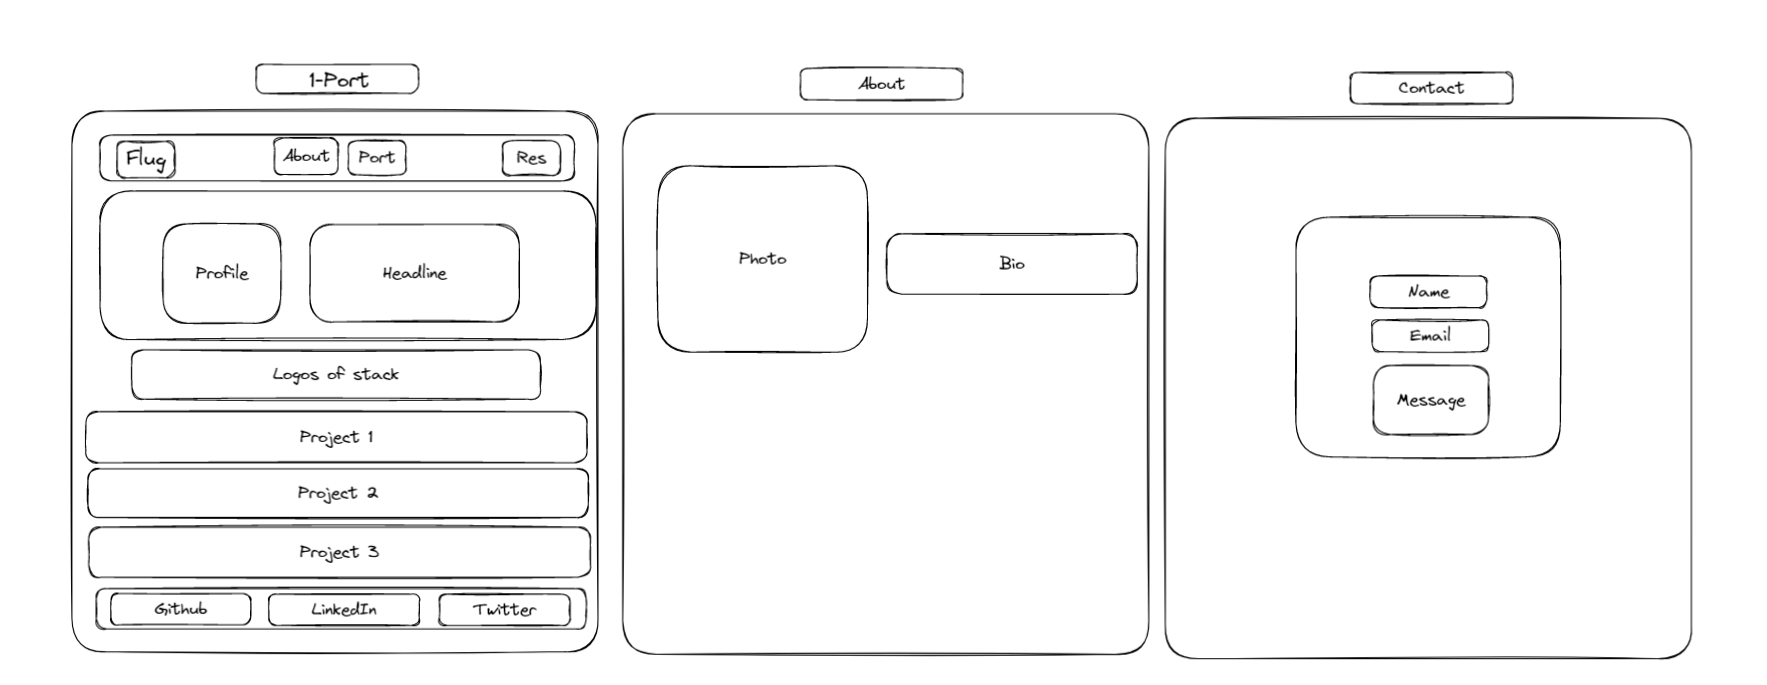 1-Port
Flug
About
Port
Res
Profile
Headline
Logos of stack
Project 1
Project 2
Project 3
Github
LinkedIn
Twitter
About
Photo
Bio
Contact
Name
Email
Message